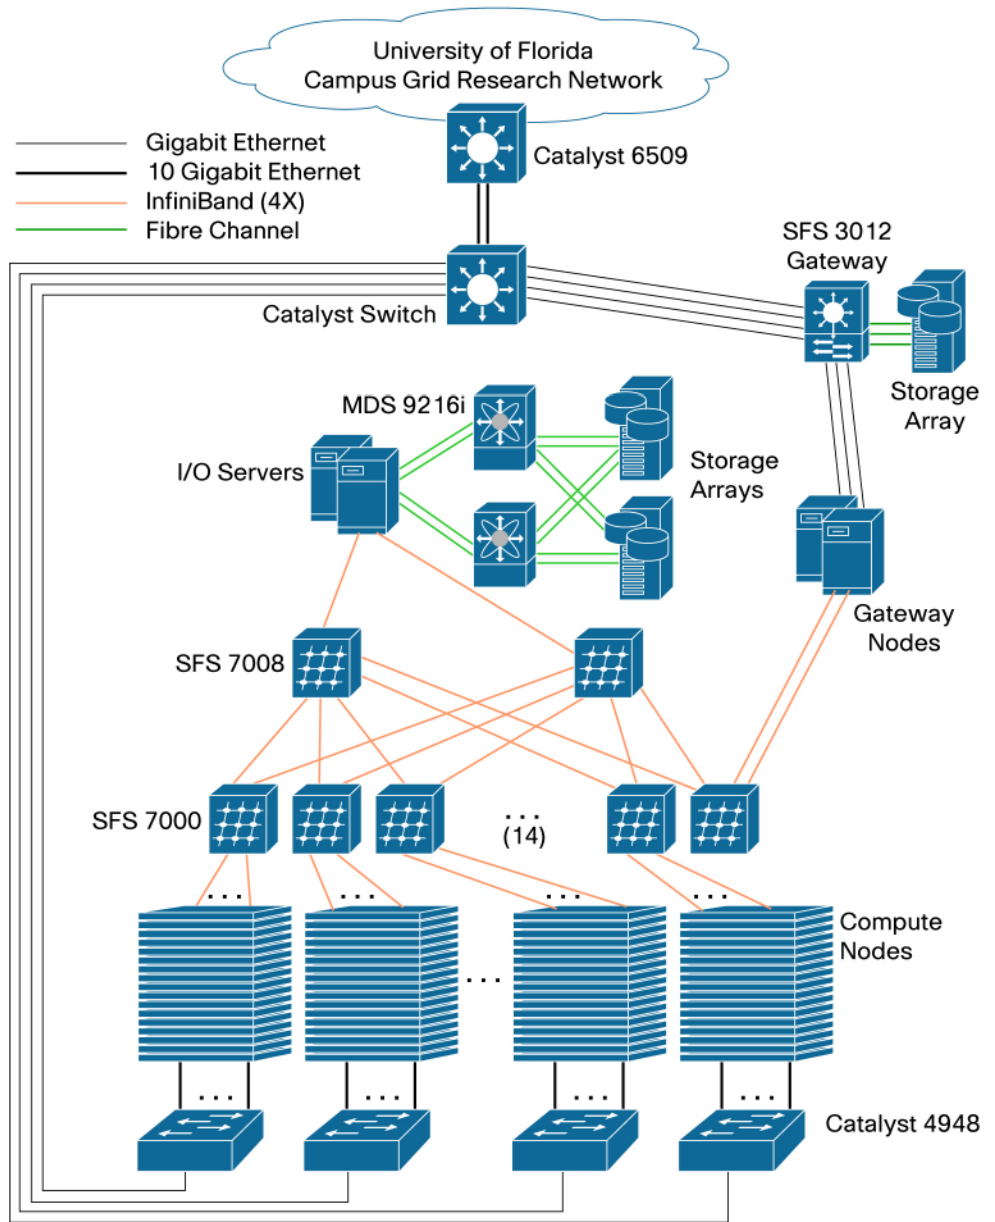 University of Florida
Campus Grid Research Network
Catalyst 6509
Gigabit Ethernet
10 Gigabit Ethernet
InfiniBand (4X)
Fibre Channel
SFS 3012
Gateway
Catalyst Switch
Storage
Array
MDS 9216i
I/O Servers
Storage
Arrays
Gateway
Nodes
SFS 7008
SFS 7000
...
(14)
... ... ... ...
Compute
Nodes
...
... ... ... ...
Catalyst 4948